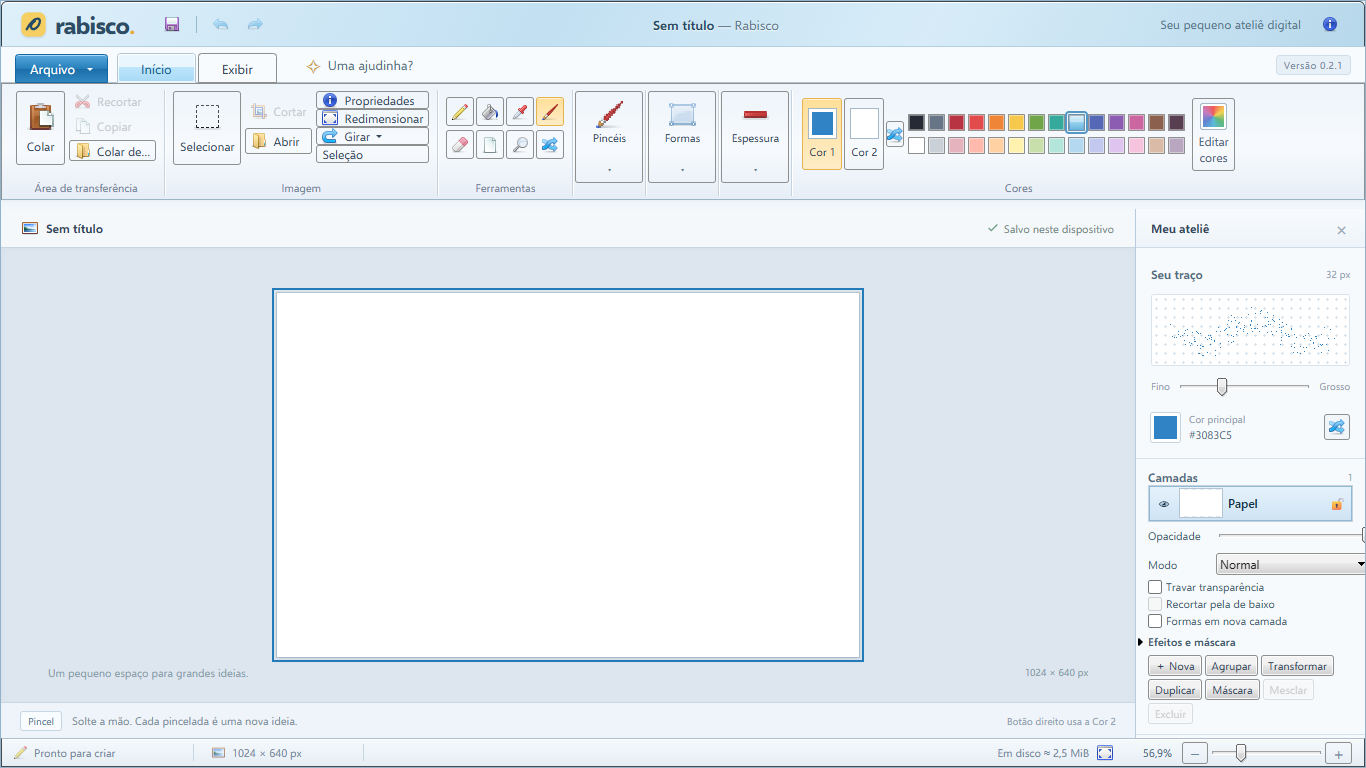 rabisco.
Sem título — Rabisco
Seu pequeno ateliê digital
Arquivo
Início
Exibir
Uma ajudinha?
Versão 0.2.1
Colar
Recortar
Copiar
Colar de...
Área de transferência
Selecionar
Cortar
Abrir
Propriedades
Redimensionar
Girar
Seleção
Imagem
Ferramentas
Pincéis
Formas
Espessura
Cor 1
Cor 2
Editar
cores
Cores
Sem título
Salvo neste dispositivo
Meu ateliê
Seu traço
32 px
Fino
Grosso
Cor principal
#3083C5
Camadas
1
Papel
Opacidade
Modo
Normal
Travar transparência
Recortar pela de baixo
Formas em nova camada
Efeitos e máscara
+ Nova
Agrupar
Transformar
Duplicar
Máscara
Mesclar
Excluir
Um pequeno espaço para grandes ideias.
1024 × 640 px
Pincel
Solte a mão. Cada pincelada é uma nova ideia.
Botão direito usa a Cor 2
Pronto para criar
1024 × 640 px
Em disco ≈ 2,5 MiB
56,9%